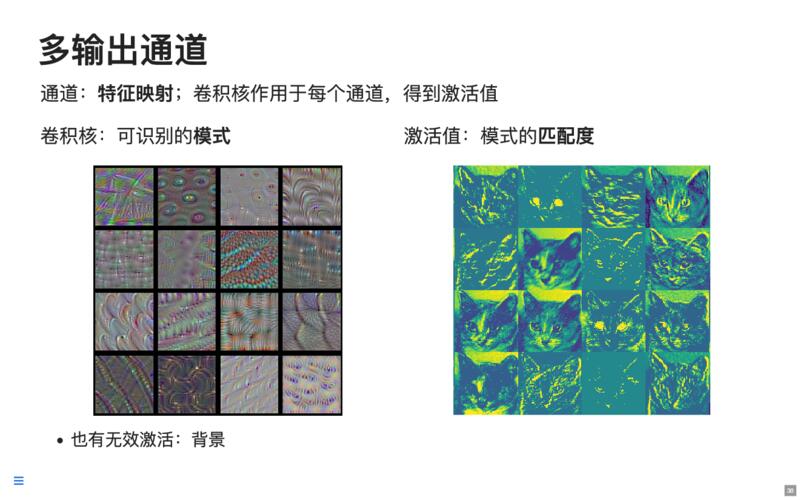 多输出通道
通道：特征映射；卷积核作用于每个通道，得到激活值
卷积核：可识别的模式
激活值：模式的匹配度
• 也有无效激活：背景
36